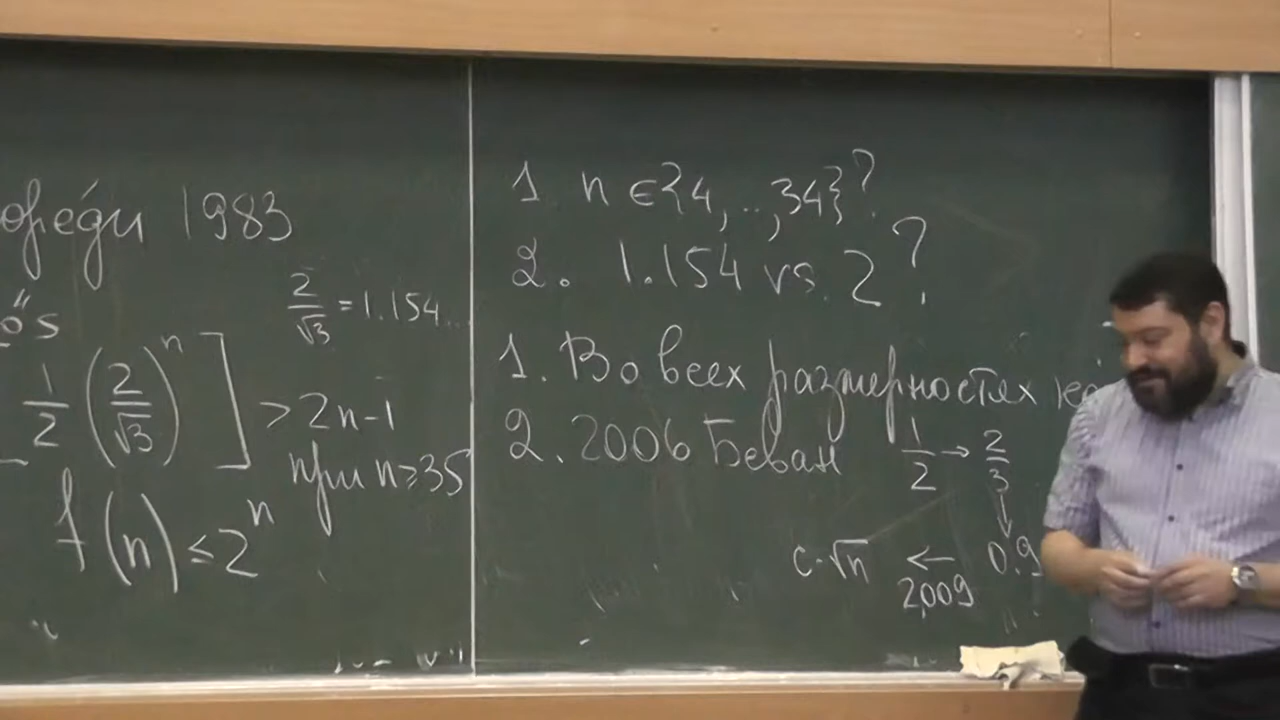 1983
2/√3 = 1.154...
1/2 (2/√3)^n ] > 2n-1
при n ≥ 35
f(n) ≤ 2^n
1 n ∈ {4,..,34}?
2. 1.154 vs. 2?
1. Во всех размерностях
2. 2006 Беван 1/2 → 2/3
↓
c·√n ← 0.9
2009